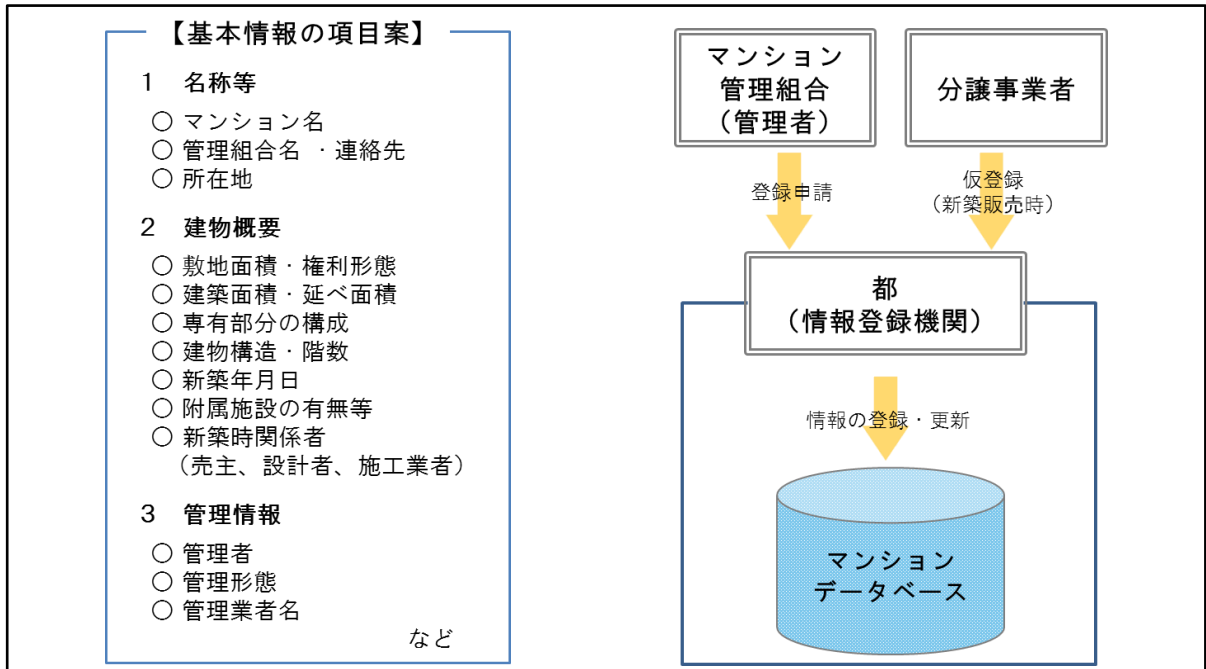 【基本情報の項目案】
1 名称等
○ マンション名
○ 管理組合名 ・連絡先
○ 所在地
2 建物概要
○ 敷地面積・権利形態
○ 建築面積・延べ面積
○ 専有部分の構成
○ 建物構造・階数
○ 新築年月日
○ 附属施設の有無等
○ 新築時関係者
（売主、設計者、施工業者）
3 管理情報
○ 管理者
○ 管理形態
○ 管理業者名
など
マンション
管理組合
（管理者）
分譲事業者
登録申請
仮登録
（新築販売時）
都
（情報登録機関）
情報の登録・更新
マンション
データベース